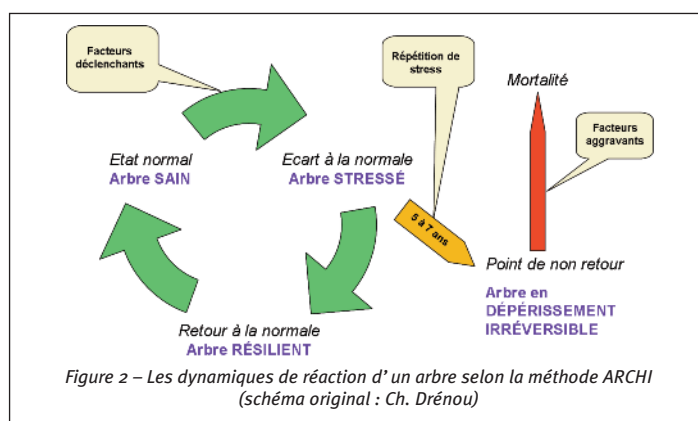 Facteurs
déclenchants
Répétition de
stress
Mortalité
Facteurs
aggravants
Etat normal
Arbre SAIN
Ecart à la normale
Arbre STRESSÉ
5 à 7 ans
Point de non retour
Arbre en
DÉPÉRISSEMENT
IRRÉVERSIBLE
Retour à la normale
Arbre RÉSILIENT
Figure 2 – Les dynamiques de réaction d' un arbre selon la méthode ARCHI
(schéma original : Ch. Drénou)